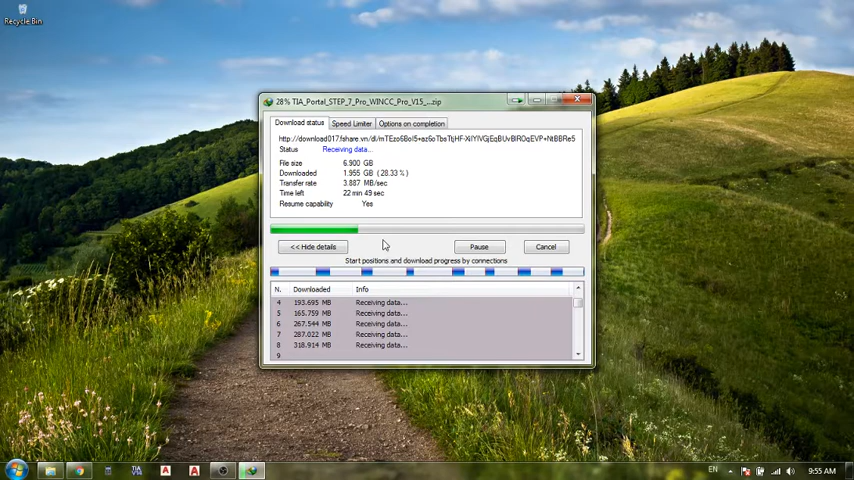 Recycle Bin
28% TIA_Portal_STEP_7_Pro_WINCC_Pro_V15_...zip
Download status
Speed Limiter
Options on completion
Status Receiving data...
File size 6.900 GB
Downloaded 1.955 GB ( 28.33 % )
Transfer rate 3.887 MB/sec
Time left 22 min 49 sec
Resume capability Yes
<< Hide details
Pause
Cancel
Start positions and download progress by connections
N. Downloaded Info
4 193.695 MB Receiving data...
5 165.759 MB Receiving data...
6 267.544 MB Receiving data...
7 287.022 MB Receiving data...
8 318.914 MB Receiving data...
9
TIA
EN
9:55 AM